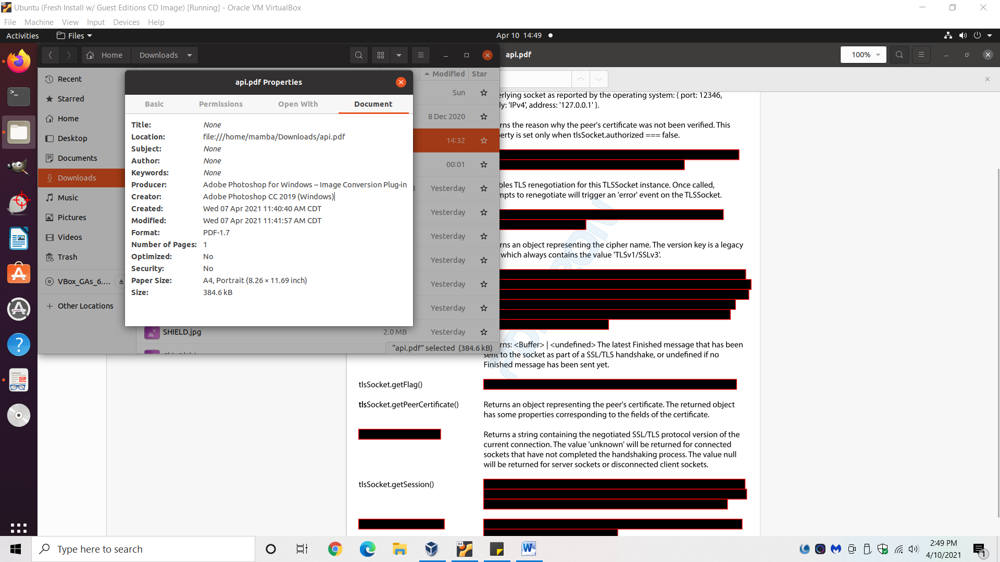 Ubuntu (Fresh Install w/ Guest Editions CD Image) [Running] - Oracle VM VirtualBox
File Machine View Input Devices Help
Activities Files Apr 10 14:49
Home Downloads
api.pdf 100%
Recent
Starred
Home
Desktop
Documents
Downloads
Music
Pictures
Videos
Trash
VBox_GAs_6....
Other Locations
Modified Star
Sun
8 Dec 2020
14:32
00:01
Yesterday
Yesterday
Yesterday
Yesterday
Yesterday
Yesterday
SHIELD.jpg 2.0 MB Yesterday
"api.pdf" selected (384.6 kB)
api.pdf Properties
Basic Permissions Open With Document
Title: None
Location: file:///home/mamba/Downloads/api.pdf
Subject: None
Author: None
Keywords: None
Producer: Adobe Photoshop for Windows -- Image Conversion Plug-in
Creator: Adobe Photoshop CC 2019 (Windows)
Created: Wed 07 Apr 2021 11:40:40 AM CDT
Modified: Wed 07 Apr 2021 11:41:57 AM CDT
Format: PDF-1.7
Number of Pages: 1
Optimized: No
Security: No
Paper Size: A4, Portrait (8.26 × 11.69 inch)
Size: 384.6 kB
erlying socket as reported by the operating system: { port: 12346,
ly: 'IPv4', address: '127.0.0.1' }.
rns the reason why the peer's certificate was not been verified. This
erty is set only when tlsSocket.authorized === false.
bles TLS renegotiation for this TLSSocket instance. Once called,
mpts to renegotiate will trigger an 'error' event on the TLSSocket.
rns an object representing the cipher name. The version key is a legacy
which always contains the value 'TLSv1/SSLv3'.
rns: <Buffer> | <undefined> The latest Finished message that has been
sent to the socket as part of a SSL/TLS handshake, or undefined if no
Finished message has been sent yet.
tlsSocket.getFlag()
tlsSocket.getPeerCertificate() Returns an object representing the peer's certificate. The returned object
has some properties corresponding to the fields of the certificate.
Returns a string containing the negotiated SSL/TLS protocol version of the
current connection. The value 'unknown' will be returned for connected
sockets that have not completed the handshaking process. The value null
will be returned for server sockets or disconnected client sockets.
tlsSocket.getSession()
Type here to search
2:49 PM
4/10/2021
1